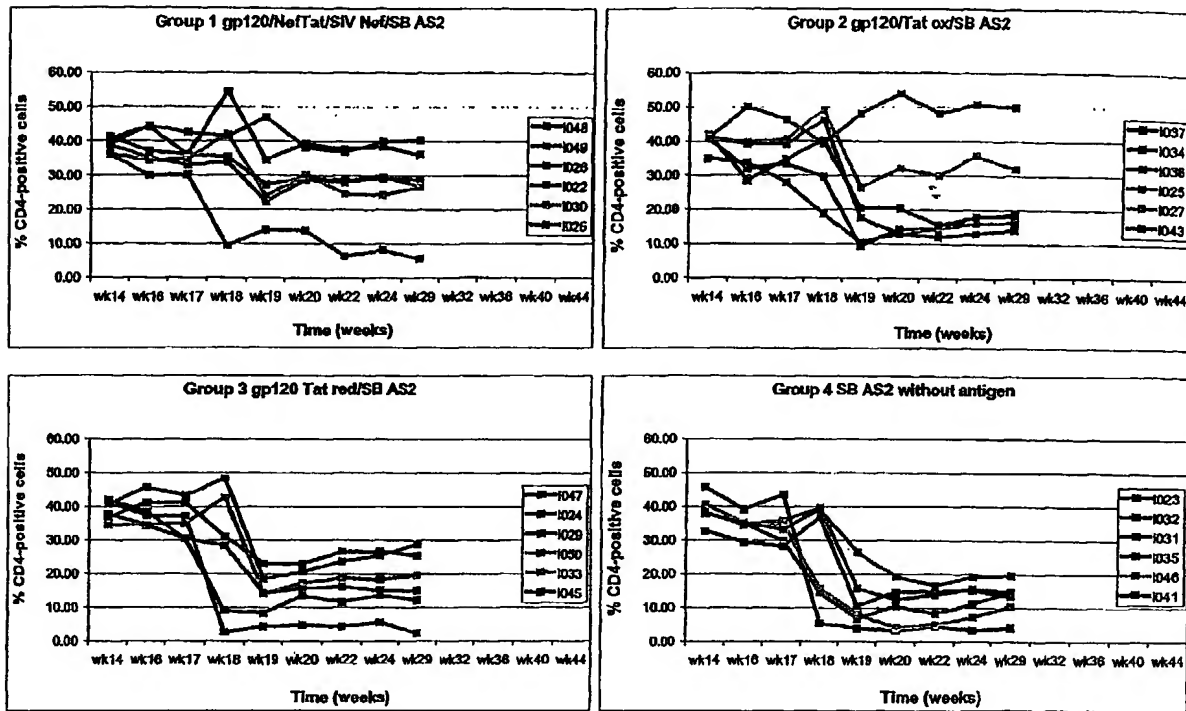 Group 1 gp120/NefTat/SIV Nef/SB AS2
% CD4-positive cells
60.00
50.00
40.00
30.00
20.00
10.00
0.00
wk14 wk16 wk17 wk18 wk19 wk20 wk22 wk24 wk29 wk32 wk36 wk40 wk44
Time (weeks)
I048
I049
I028
I022
I030
I026
Group 2 gp120/Tat ox/SB AS2
% CD4-positive cells
60.00
50.00
40.00
30.00
20.00
10.00
0.00
wk14 wk16 wk17 wk18 wk19 wk20 wk22 wk24 wk29 wk32 wk36 wk40 wk44
Time (weeks)
I037
I034
I038
I025
I027
I043
Group 3 gp120 Tat red/SB AS2
% CD4-positive cells
60.00
50.00
40.00
30.00
20.00
10.00
0.00
wk14 wk16 wk17 wk18 wk19 wk20 wk22 wk24 wk29 wk32 wk36 wk40 wk44
Time (weeks)
I047
I024
I029
I050
I033
I045
Group 4 SB AS2 without antigen
% CD4-positive cells
60.00
50.00
40.00
30.00
20.00
10.00
0.00
wk14 wk16 wk17 wk18 wk19 wk20 wk22 wk24 wk29 wk32 wk36 wk40 wk44
Time (weeks)
I023
I032
I031
I035
I046
I041